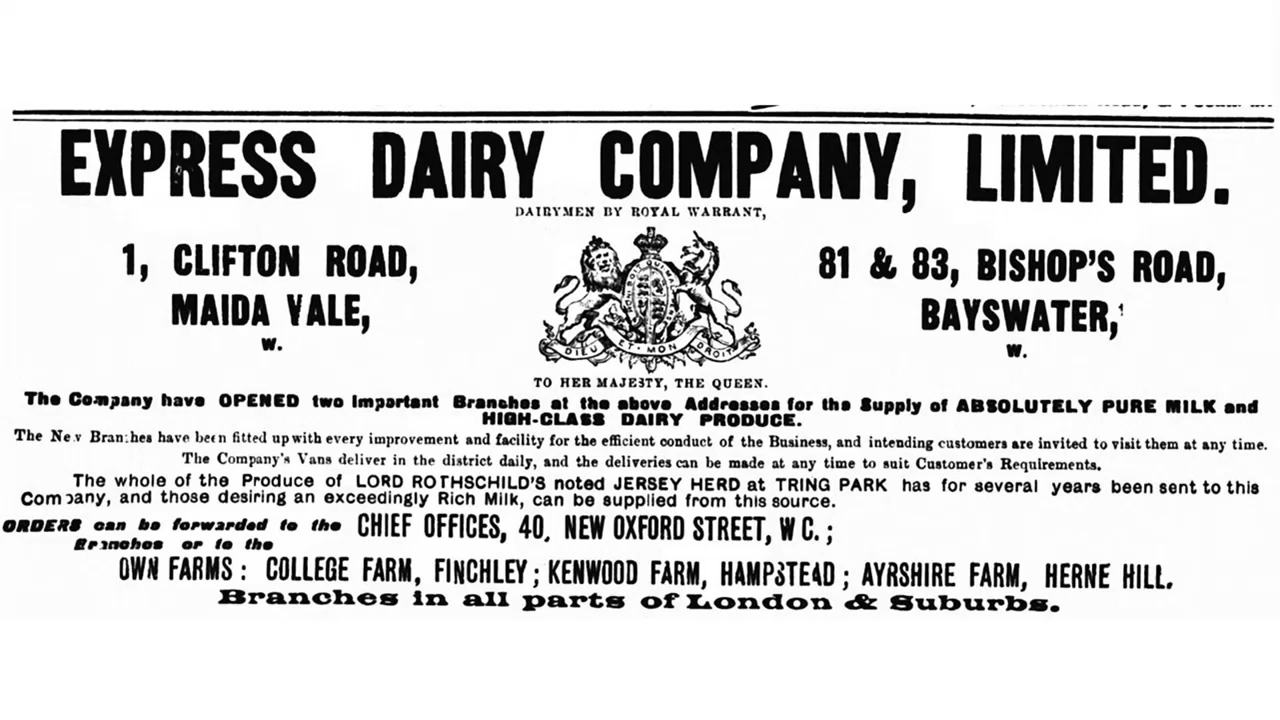 EXPRESS DAIRY COMPANY, LIMITED.
DAIRYMEN BY ROYAL WARRANT,
1, CLIFTON ROAD,
MAIDA VALE,
W.
81 & 83, BISHOP'S ROAD,
BAYSWATER,
W.
DIEU ET · MON DROIT
TO HER MAJESTY, THE QUEEN.
The Company have OPENED two Important Branches at the above Addresses for the Supply of ABSOLUTELY PURE MILK and
HIGH-CLASS DAIRY PRODUCE.
The New Branches have been fitted up with every improvement and facility for the efficient conduct of the Business, and intending customers are invited to visit them at any time.
The Company's Vans deliver in the district daily, and the deliveries can be made at any time to suit Customer's Requirements.
The whole of the Produce of LORD ROTHSCHILD'S noted JERSEY HERD at TRING PARK has for several years been sent to this
Company, and those desiring an exceedingly Rich Milk, can be supplied from this source.
ORDERS can be forwarded to the CHIEF OFFICES, 40, NEW OXFORD STREET, W C. ;
Branches or to the
OWN FARMS : COLLEGE FARM, FINCHLEY ; KENWOOD FARM, HAMPSTEAD ; AYRSHIRE FARM, HERNE HILL.
Branches in all parts of London & Suburbs.